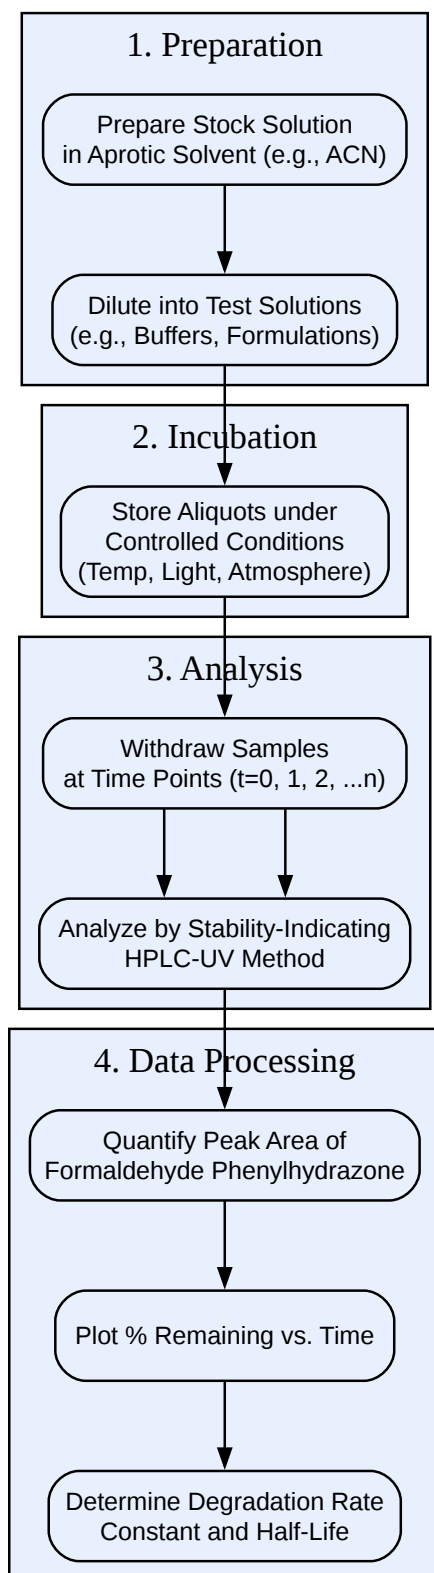 1. Preparation
Prepare Stock Solution
in Aprotic Solvent (e.g., ACN)
Dilute into Test Solutions
(e.g., Buffers, Formulations)
2. Incubation
Store Aliquots under
Controlled Conditions
(Temp, Light, Atmosphere)
3. Analysis
Withdraw Samples
at Time Points (t=0, 1, 2, ...n)
Analyze by Stability-Indicating
HPLC-UV Method
4. Data Processing
Quantify Peak Area of
Formaldehyde Phenylhydrazone
Plot % Remaining vs. Time
Determine Degradation Rate
Constant and Half-Life